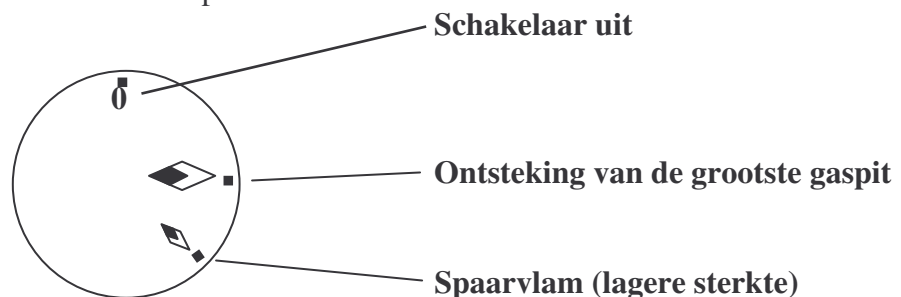 Schakelaar uit
0
Ontsteking van de grootste gaspit
Spaarvlam (lagere sterkte)